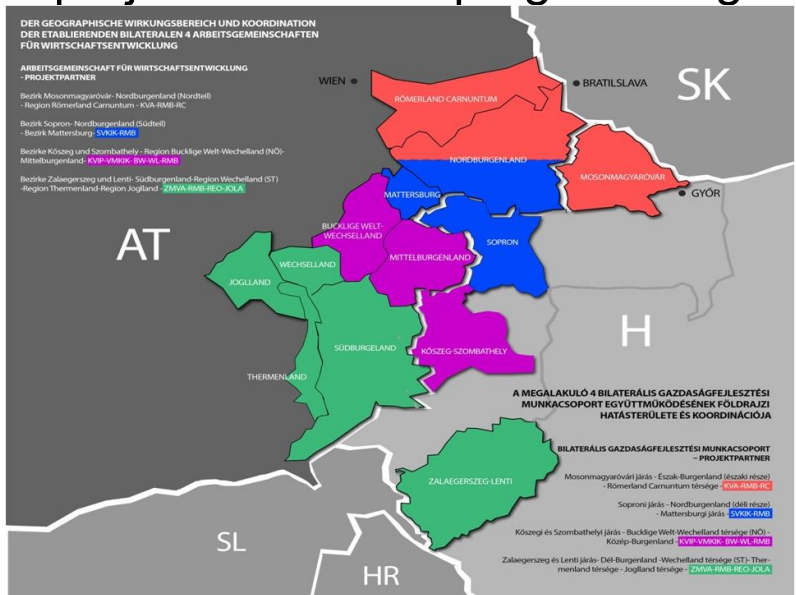 DER GEOGRAPHISCHE WIRKUNGSBEREICH UND KOORDINATION
DER ETABLIERENDEN BILATERALEN 4 ARBEITSGEMEINSCHAFTEN
FÜR WIRTSCHAFTSENTWICKLUNG
ARBEITSGEMEINSCHAFT FÜR WIRTSCHAFTSENTWICKLUNG
- PROJEKTPARTNER
Bezirk Mosonmagyaróvár- Nordburgenland (Nordteil)
- Region Römerland Carnuntum - KVA-RMB-RC
Bezirk Sopron- Nordburgenland (Südteil)
- Bezirk Mattersburg- SVKIK-RMB
Bezirke Kőszeg und Szombathely - Region Bucklige Welt-Wechelland (NÖ)-
Mittelburgenland- KVIP-VMKIK- BW-WL-RMB
Bezirke Zalaegerszeg und Lenti- Südburgenland-Region Wechelland (ST)
-Region Thermenland-Region Joglland - ZMVA-RMB-REO-JOLA
WIEN
BRATILSLAVA
SK
RÖMERLAND CARNUNTUM
NORDBURGENLAND
MOSONMAGYARÓVÁR
GYŐR
MATTERSBURG
AT
BUCKLIGE WELT-
WECHSELLAND
SOPRON
MITTELBURGENLAND
WECHSELLAND
JOGLLAND
H
SÜDBURGELAND
KŐSZEG-SZOMBATHELY
THERMENLAND
A MEGALAKULÓ 4 BILATERÁLIS GAZDASÁGFEJLESZTÉSI
MUNKACSOPORT EGYÜTTMŰKÖDÉSÉNEK FÖLDRAJZI
HATÁSTERÜLETE ÉS KOORDINÁCIÓJA
BILATERÁLIS GAZDASÁGFEJLESZTÉSI MUNKACSOPORT
– PROJEKTPARTNER
ZALAEGERSZEG-LENTI
Mosonmagyaróvári járás - Észak-Burgenland (északi része)
- Römerland Carnuntum térsége - KVA-RMB-RC
Soproni járás - Nordburgenland (déli része)
- Mattersburgi járás - SVKIK-RMB
Kőszegi és Szombathelyi járás - Bucklige Welt-Wechelland térsége (NÖ) -
Közép-Burgenland - KVIP-VMKIK- BW-WL-RMB
Zalaegerszeg és Lenti járás- Dél-Burgenland -Wechelland térsége (ST)- Ther-
menland térsége - Joglland térsége - ZMVA-RMB-REO-JOLA
SL
HR